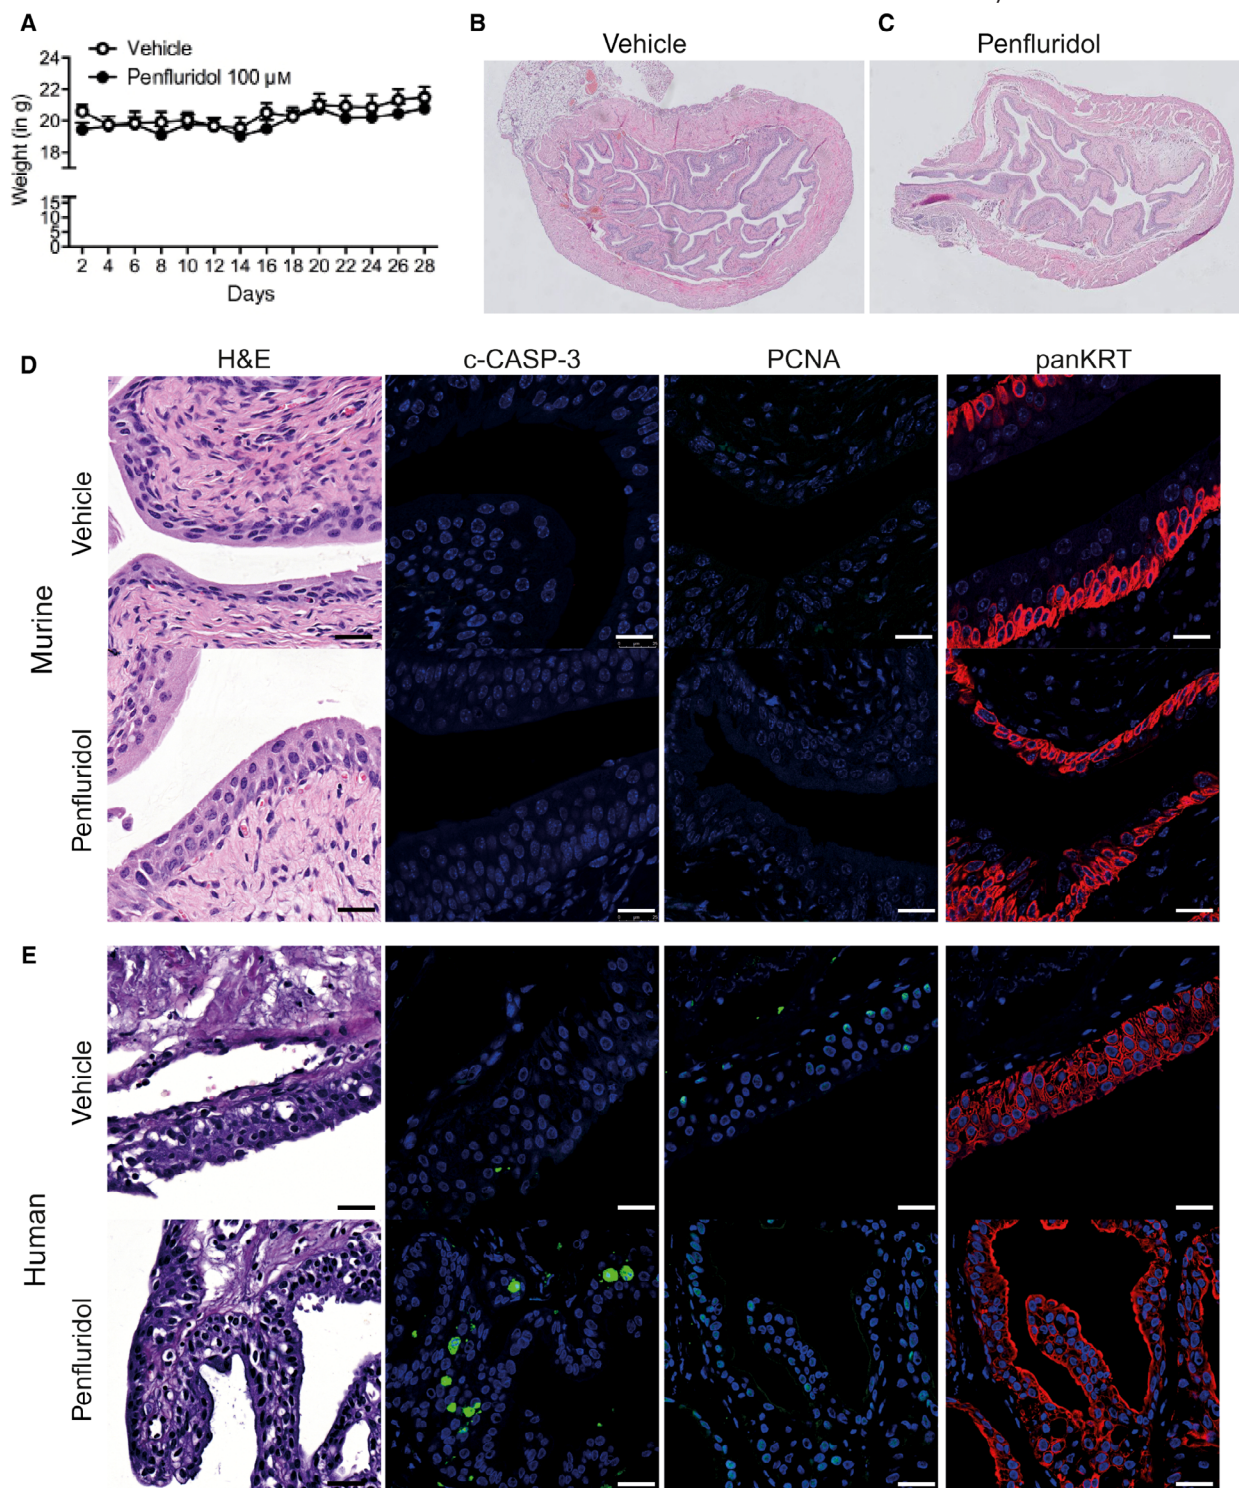 A
B
C
Vehicle
Penfluridol
Vehicle
Penfluridol 100 µM
Weight (in g)
24
22
20
18
15
10
5
0
2 4 6 8 10 12 14 16 18 20 22 24 26 28
Days
D
H&E
c-CASP-3
PCNA
panKRT
Murine
Vehicle
Penfluridol
E
Human
Vehicle
Penfluridol